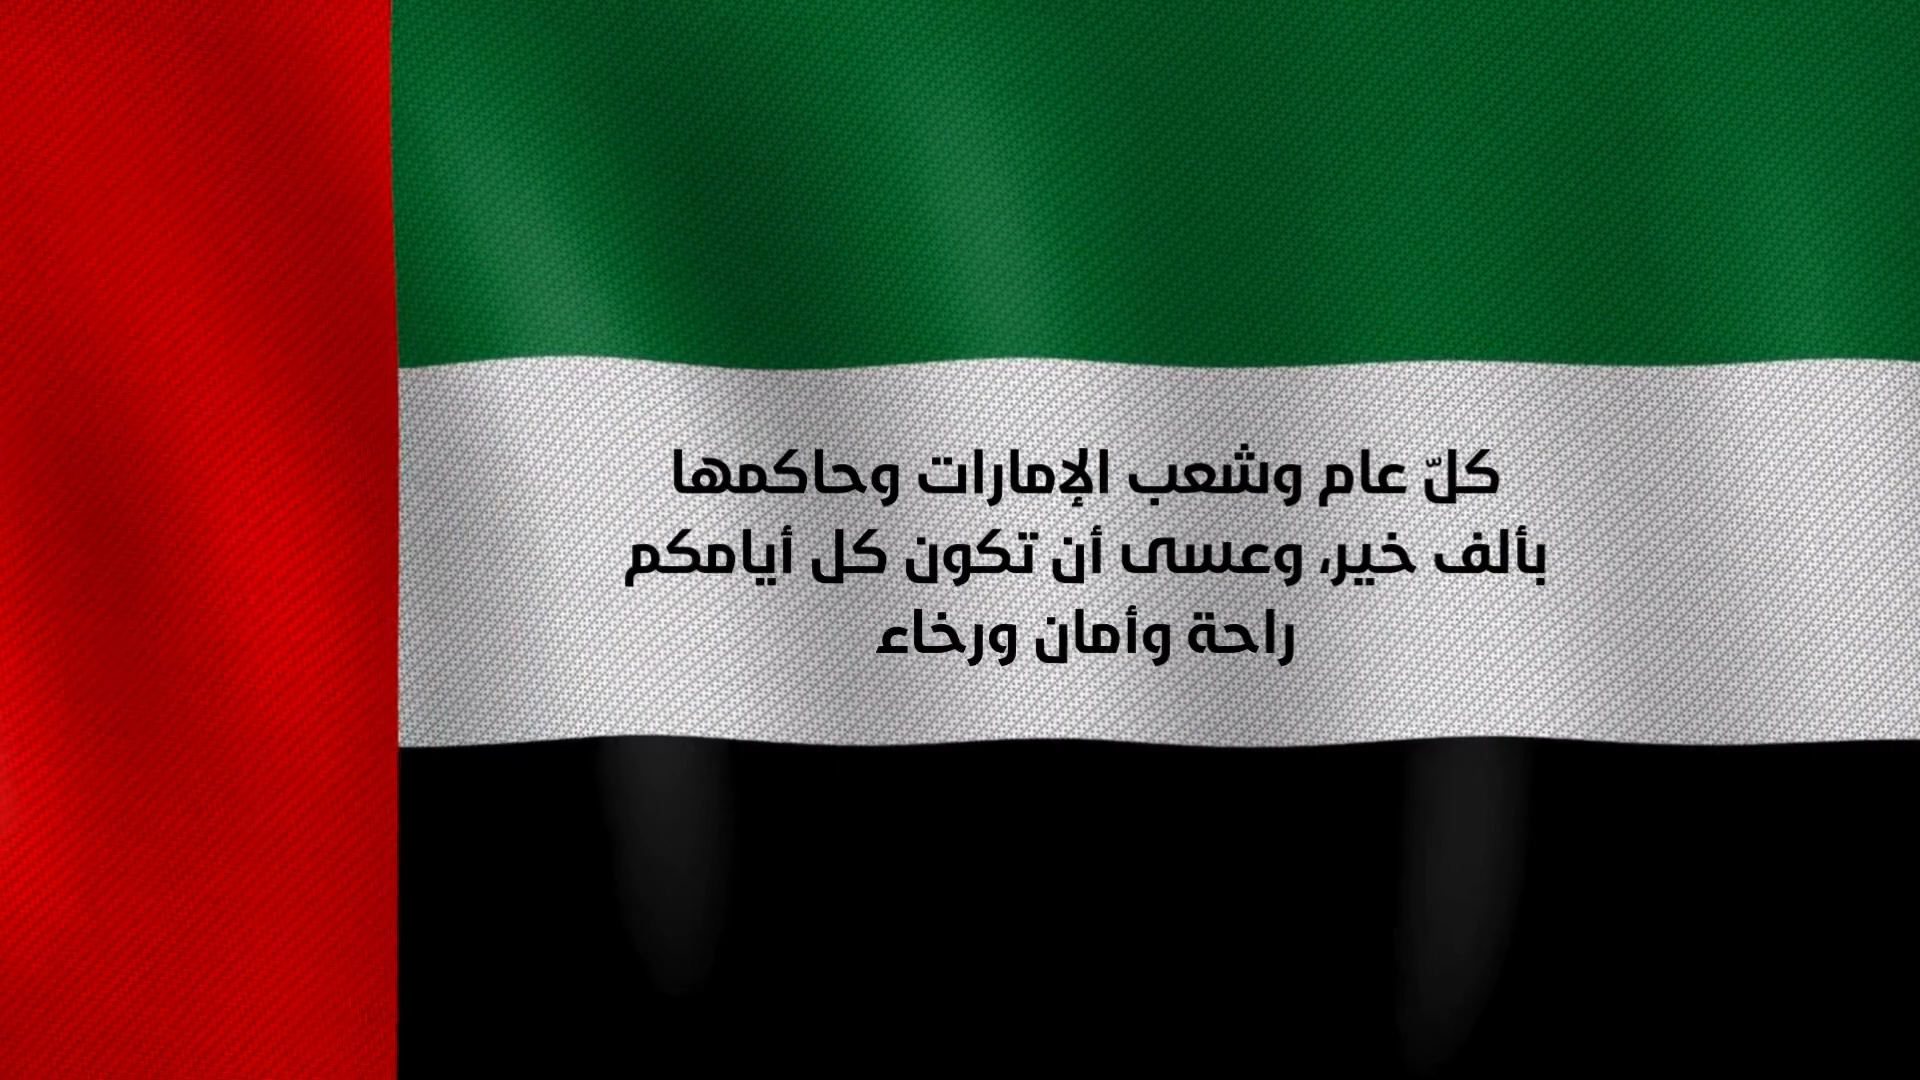 كلّ عام وشعب الإمارات وحاكمها
بألف خير، وعسى أن تكون كل أيامكم
راحة وأمان ورخاء